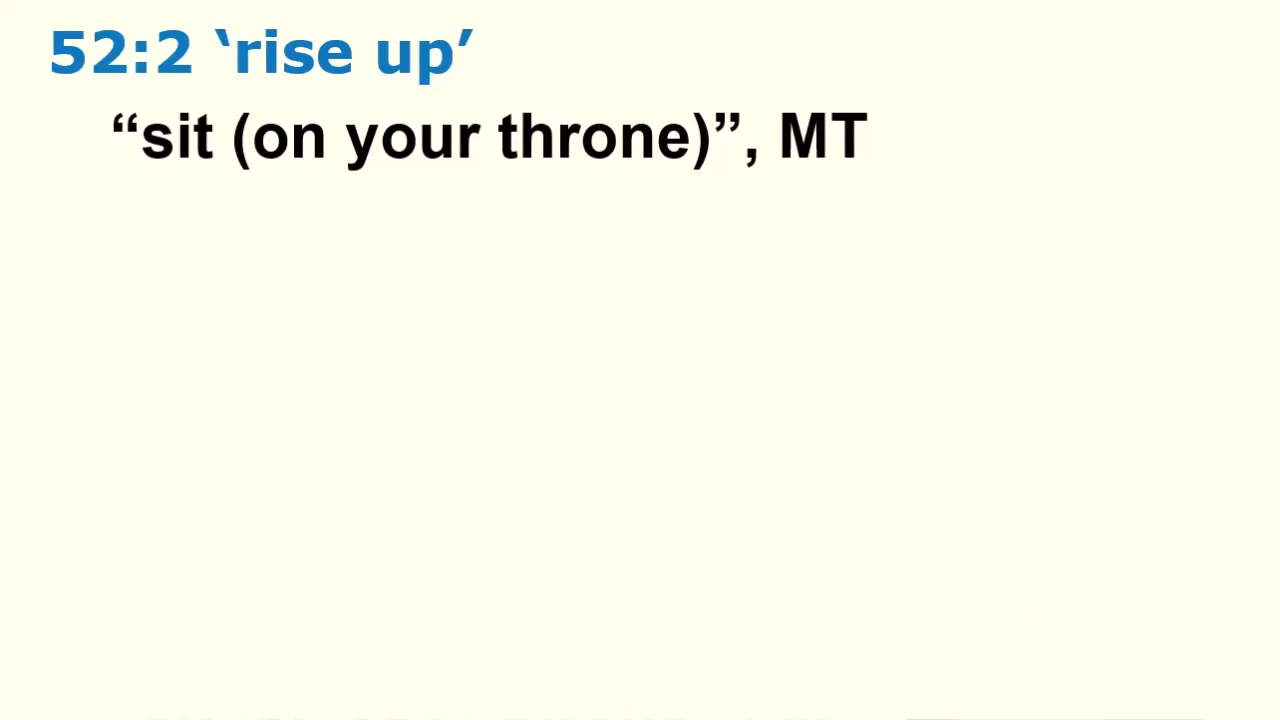 52:2 ‘rise up’
“sit (on your throne)”, MT